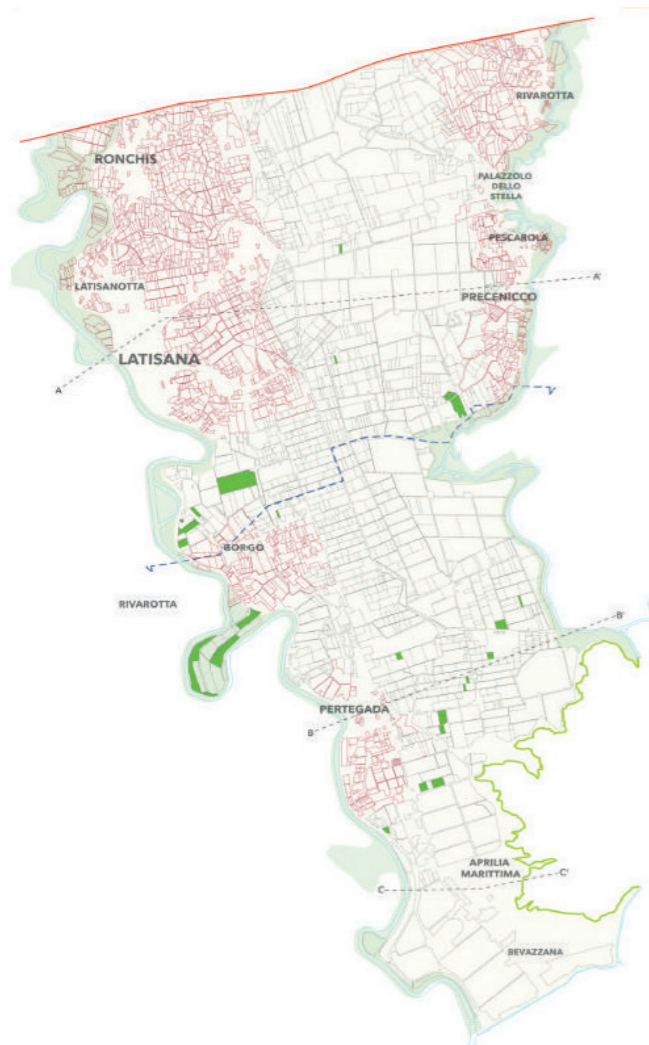 RIVAROTTA
RONCHIS
PALAZZOLO
DELLO
STELLA
PESCAROLA
A'
LATISANOTTA
PRECENICCO
LATISANA
A
BORGO
RIVAROTTA
B'
PERTEGADA
B
APRILIA
MARITTIMA
C'
C
BEVAZZANA